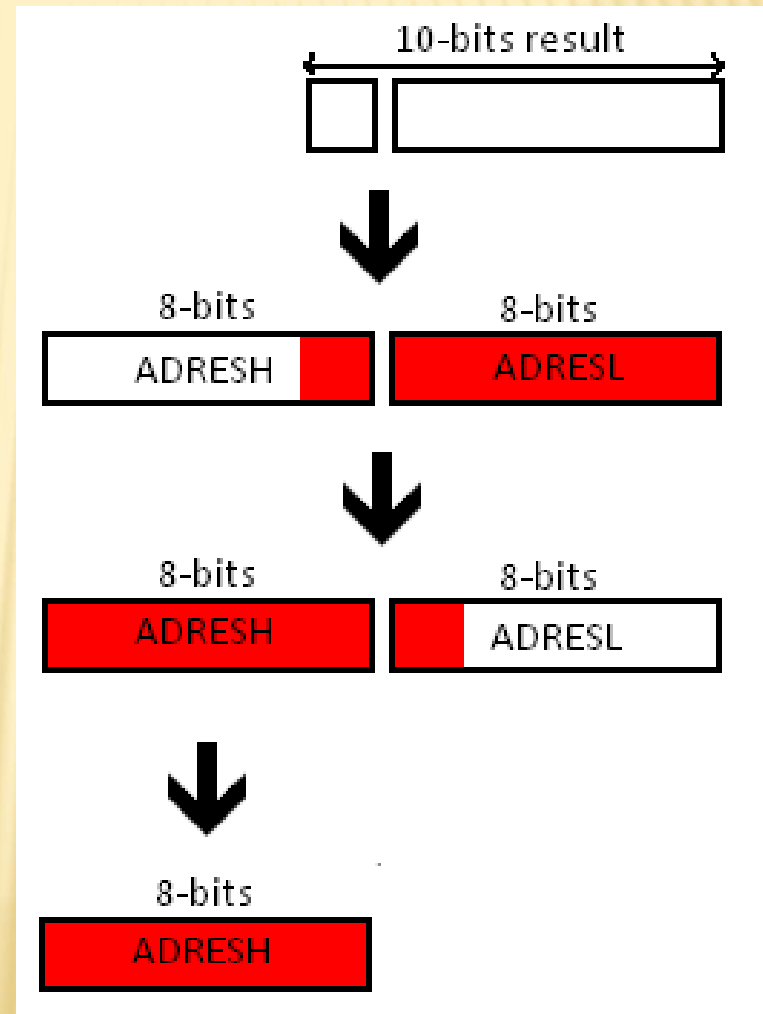 10-bits result
8-bits 8-bits
ADRESH ADRESL
8-bits 8-bits
ADRESH ADRESL
8-bits
ADRESH